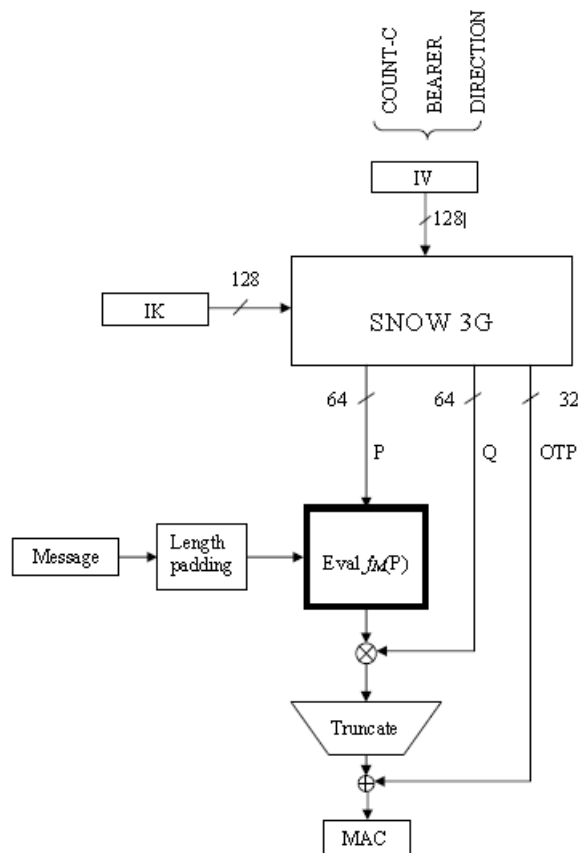 COUNT-C
BEARER
DIRECTION
IV
128|
128
IK
SNOW 3G
64
64
32
P
Q
OTP
Message
Length
padding
Eval fM(P)
Truncate
MAC